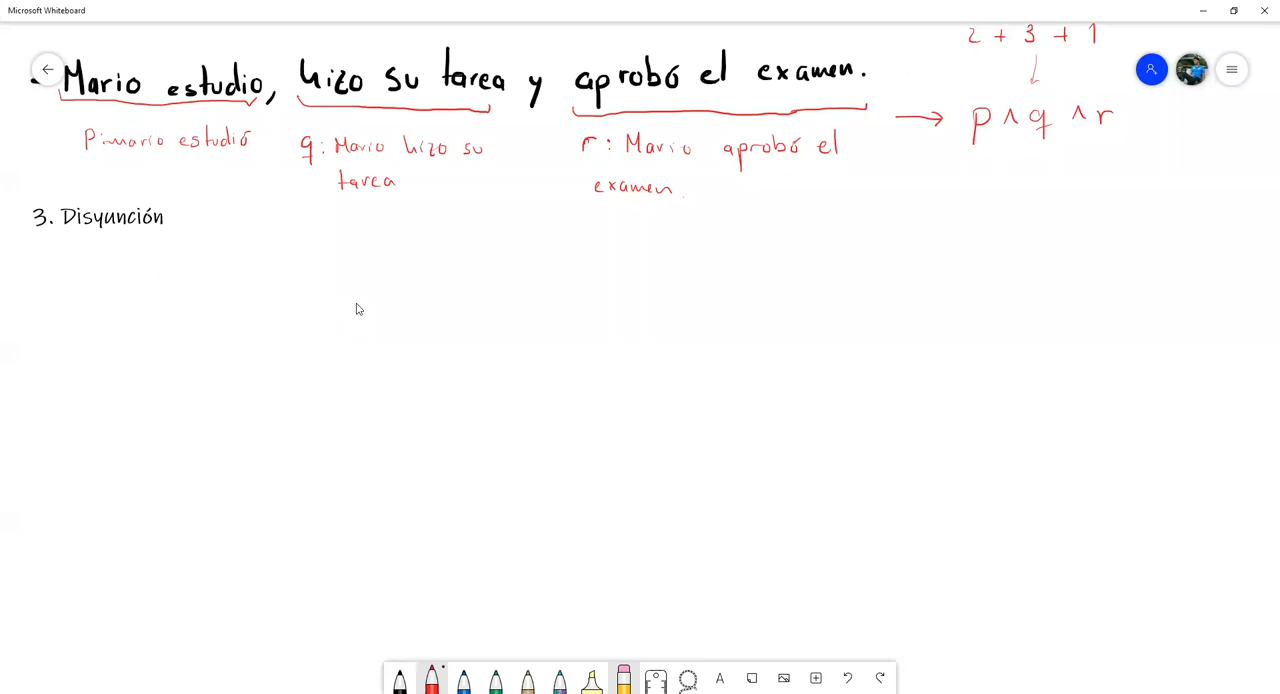 Microsoft Whiteboard
2 + 3 + 1
Mario estudio, hizo su tarea y aprobó el examen.
→ p ∧ q ∧ r
p: mario estudió
q: Mario hizo su tarea
r: Mario aprobó el examen.
3. Disyunción
A